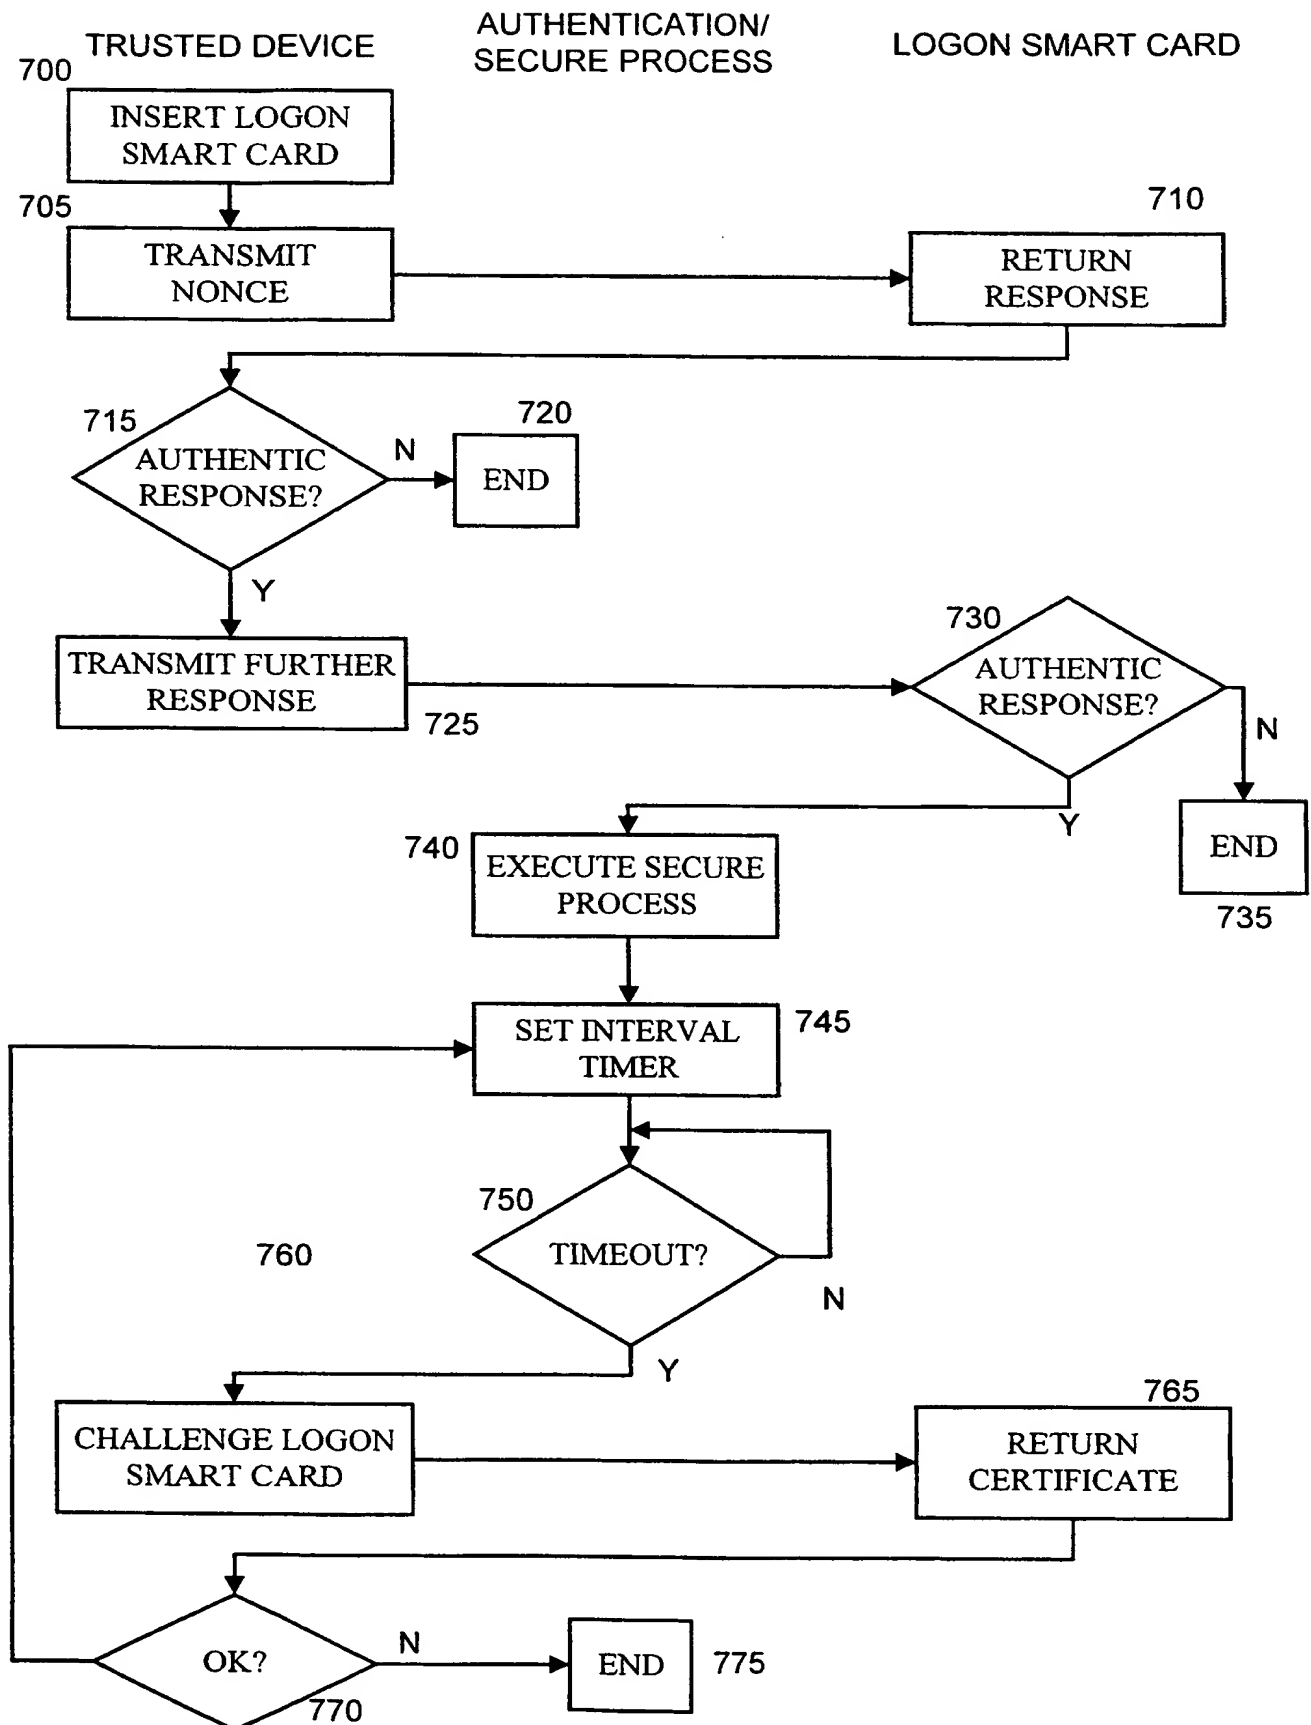 TRUSTED DEVICE
AUTHENTICATION/
SECURE PROCESS
LOGON SMART CARD
700
INSERT LOGON
SMART CARD
705
TRANSMIT
NONCE
710
RETURN
RESPONSE
715
AUTHENTIC
RESPONSE?
N
720
END
Y
TRANSMIT FURTHER
RESPONSE
725
730
AUTHENTIC
RESPONSE?
N
Y
END
735
740
EXECUTE SECURE
PROCESS
SET INTERVAL
TIMER
745
750
TIMEOUT?
N
760
Y
CHALLENGE LOGON
SMART CARD
765
RETURN
CERTIFICATE
OK?
770
N
END
775